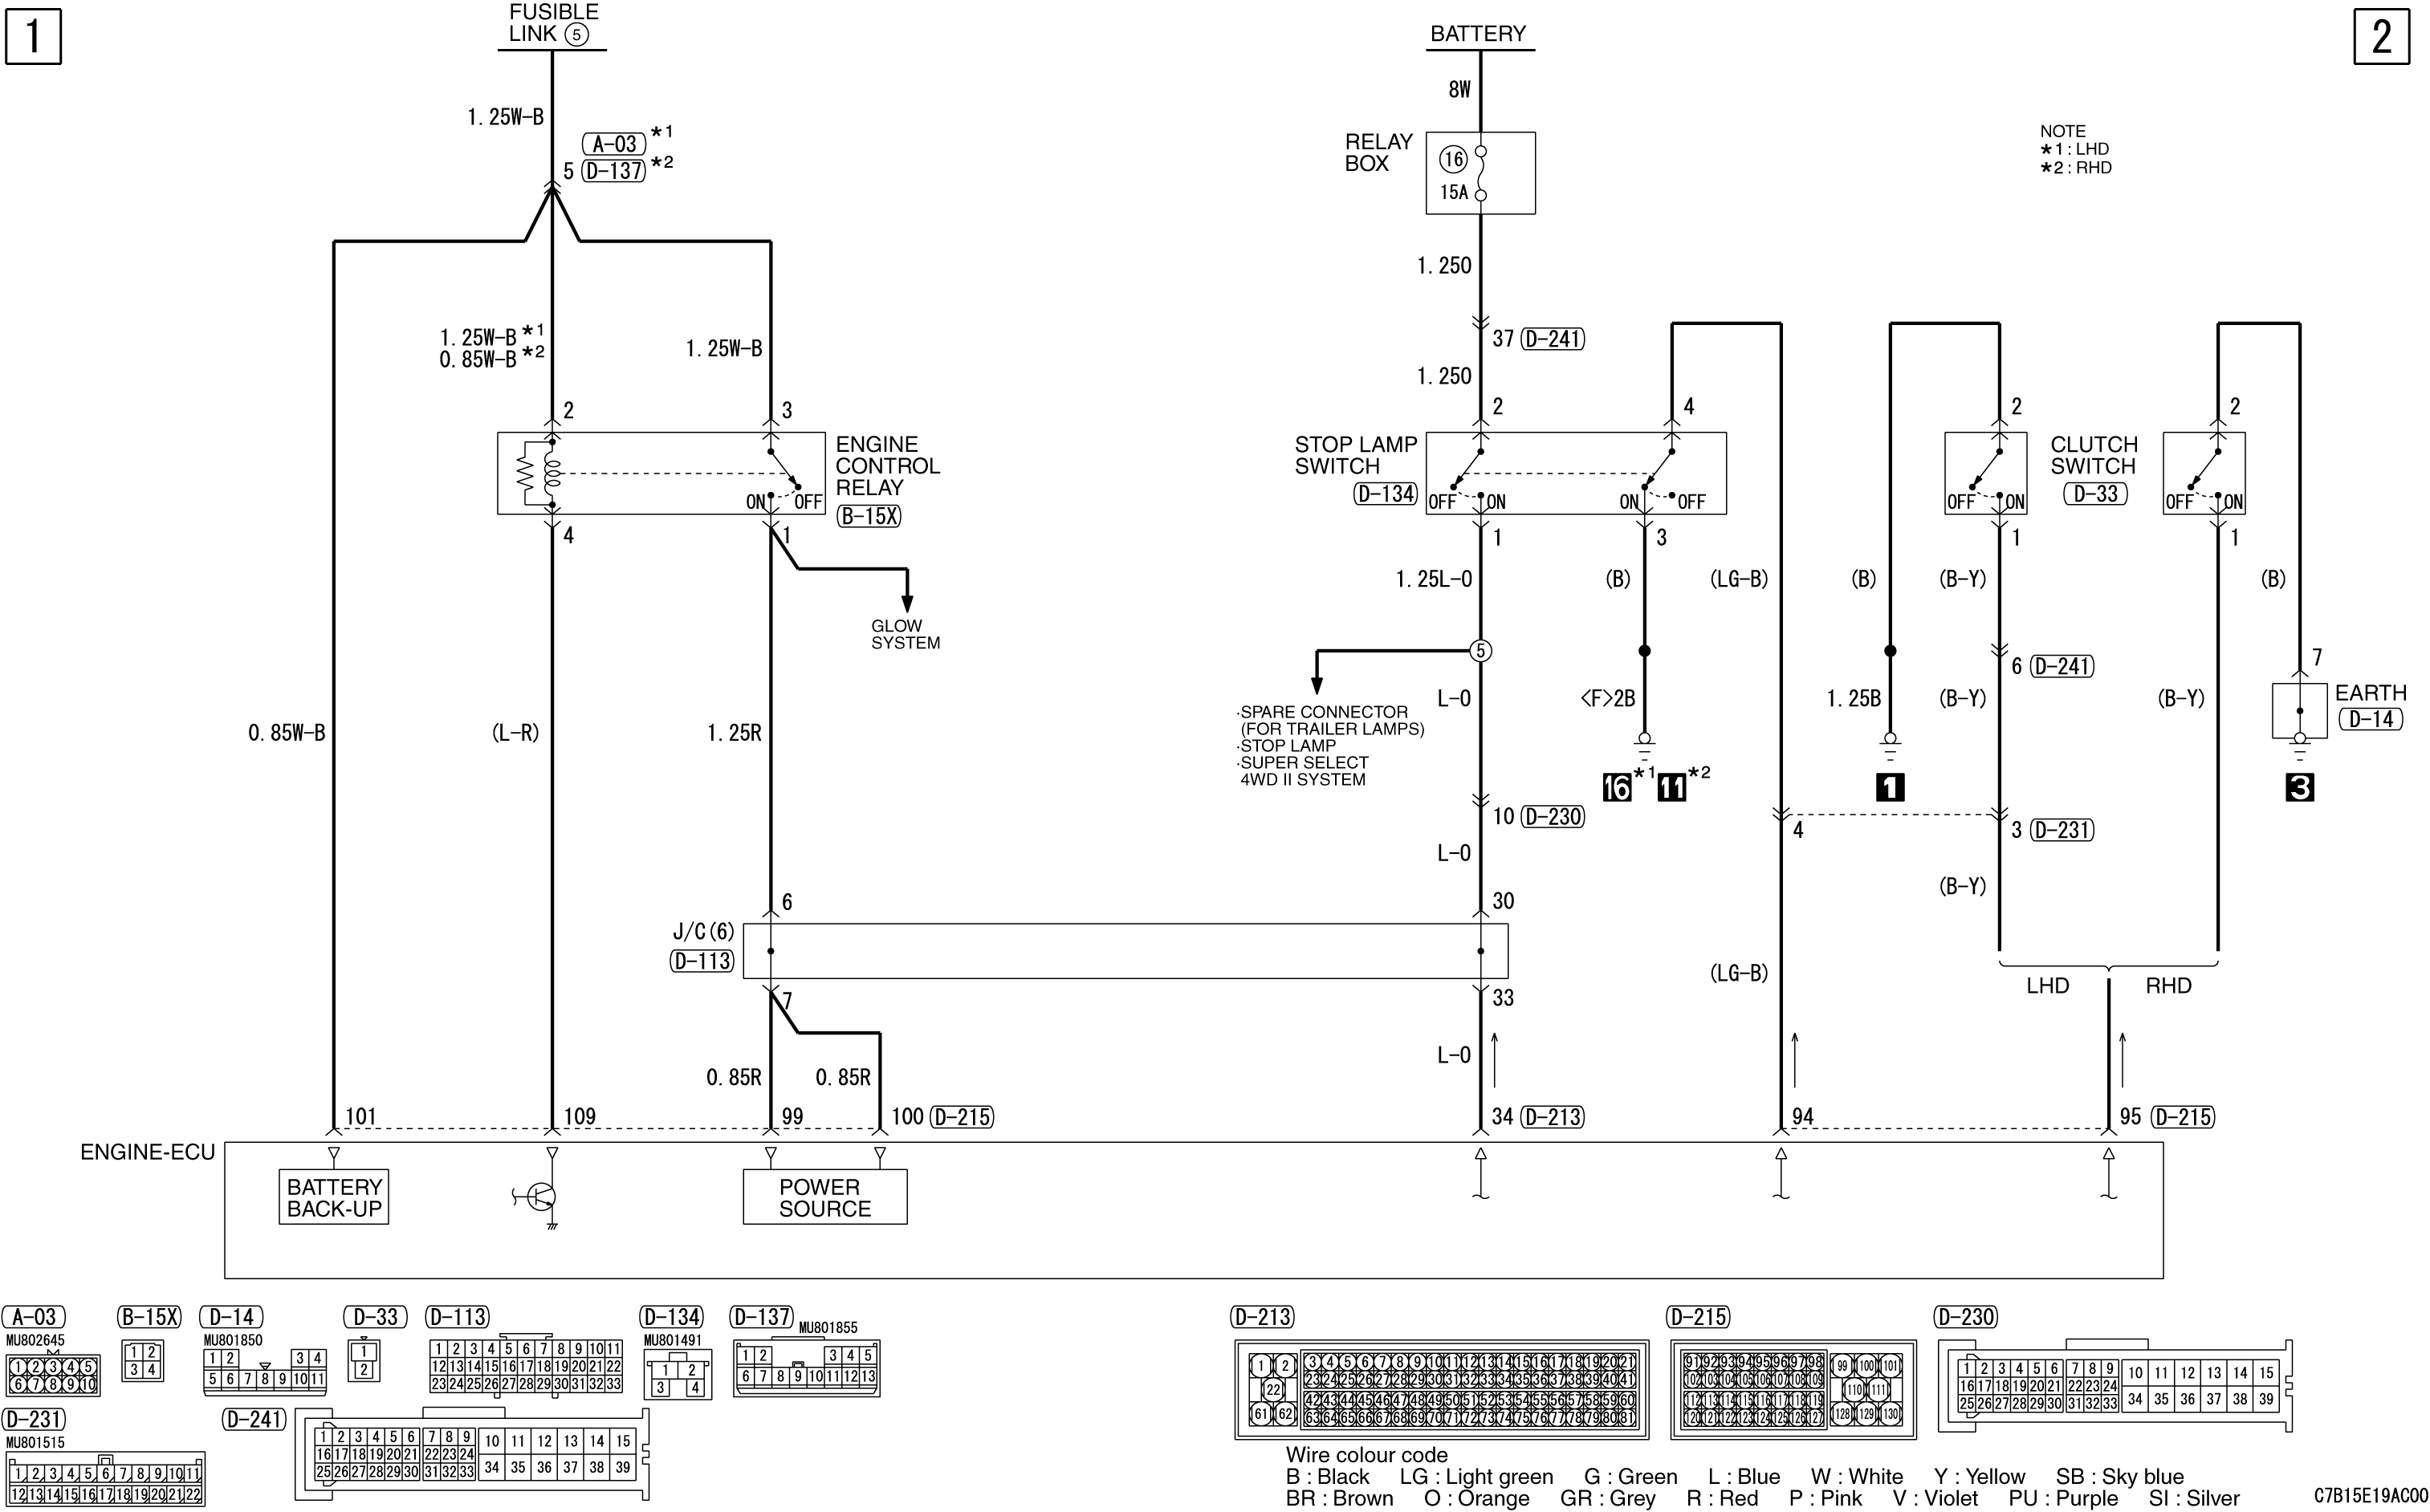 1
2
FUSIBLE
LINK 5
BATTERY
8W
1.25W-B
RELAY
BOX
16
15A
NOTE
*1 : LHD
*2 : RHD
A-03 *1
5 D-137 *2
1.250
37 D-241
1.250
1.25W-B *1
0.85W-B *2
1.25W-B
2
3
2
4
2
2
ENGINE
CONTROL
RELAY
B-15X
ON
OFF
STOP LAMP
SWITCH
D-134
OFF
ON
ON
OFF
OFF
ON
CLUTCH
SWITCH
D-33
OFF
ON
4
1
1
3
1
1
GLOW
SYSTEM
1.25L-0
(B)
(LG-B)
(B)
(B-Y)
(B)
5
6 D-241
7
EARTH
D-14
0.85W-B
(L-R)
1.25R
L-0
<F>2B
1.25B
(B-Y)
(B-Y)
·SPARE CONNECTOR
(FOR TRAILER LAMPS)
·STOP LAMP
·SUPER SELECT
4WD II SYSTEM
16 *1 11 *2
1
3
10 D-230
4
3 D-231
L-0
(B-Y)
6
30
J/C(6)
D-113
(LG-B)
LHD
RHD
7
33
L-0
0.85R
0.85R
101
109
99
100 D-215
34 D-213
94
95 D-215
ENGINE-ECU
BATTERY
BACK-UP
POWER
SOURCE
A-03
MU802645
1 2 3 4 5
6 7 8 9 10
B-15X
1 2
3 4
D-14
MU801850
1 2 3 4
5 6 7 8 9 10 11
D-33
1
2
D-113
1 2 3 4 5 6 7 8 9 10 11
12 13 14 15 16 17 18 19 20 21 22
23 24 25 26 27 28 29 30 31 32 33
D-134
MU801491
1 2
3 4
D-137
MU801855
1 2 3 4 5
6 7 8 9 10 11 12 13
D-213
1 2 3 4 5 6 7 8 9 10 11 12 13 14 15 16 17 18 19 20 21
22 23 24 25 26 27 28 29 30 31 32 33 34 35 36 37 38 39 40 41
42 43 44 45 46 47 48 49 50 51 52 53 54 55 56 57 58 59 60
61 62 63 64 65 66 67 68 69 70 71 72 73 74 75 76 77 78 79 80 81
D-215
91 92 93 94 95 96 97 98 99 100 101
102 103 104 105 106 107 108 109 110 111
112 113 114 115 116 117 118 119
120 121 122 123 124 125 126 127 128 129 130
D-230
1 2 3 4 5 6 7 8 9 10 11 12 13 14 15
16 17 18 19 20 21 22 23 24
25 26 27 28 29 30 31 32 33 34 35 36 37 38 39
D-231
MU801515
1 2 3 4 5 6 7 8 9 10 11
12 13 14 15 16 17 18 19 20 21 22
D-241
1 2 3 4 5 6 7 8 9 10 11 12 13 14 15
16 17 18 19 20 21 22 23 24
25 26 27 28 29 30 31 32 33 34 35 36 37 38 39
Wire colour code
B : Black LG : Light green G : Green L : Blue W : White Y : Yellow SB : Sky blue
BR : Brown O : Orange GR : Grey R : Red P : Pink V : Violet PU : Purple SI : Silver
C7B15E19AC00